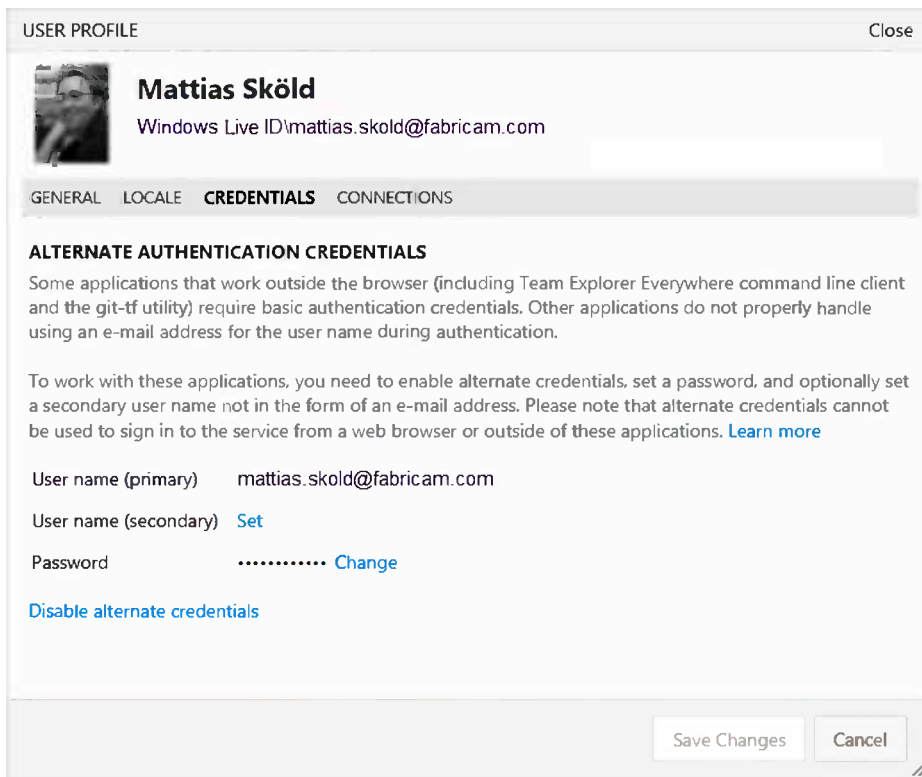 USER PROFILE Close
Mattias Sköld
Windows Live ID\mattias.skold@fabricam.com
GENERAL LOCALE CREDENTIALS CONNECTIONS
ALTERNATE AUTHENTICATION CREDENTIALS
Some applications that work outside the browser (including Team Explorer Everywhere command line client
and the git-tf utility) require basic authentication credentials. Other applications do not properly handle
using an e-mail address for the user name during authentication.
To work with these applications, you need to enable alternate credentials, set a password, and optionally set
a secondary user name not in the form of an e-mail address. Please note that alternate credentials cannot
be used to sign in to the service from a web browser or outside of these applications. Learn more
User name (primary) mattias.skold@fabricam.com
User name (secondary) Set
Password •••••••••••• Change
Disable alternate credentials
Save Changes Cancel